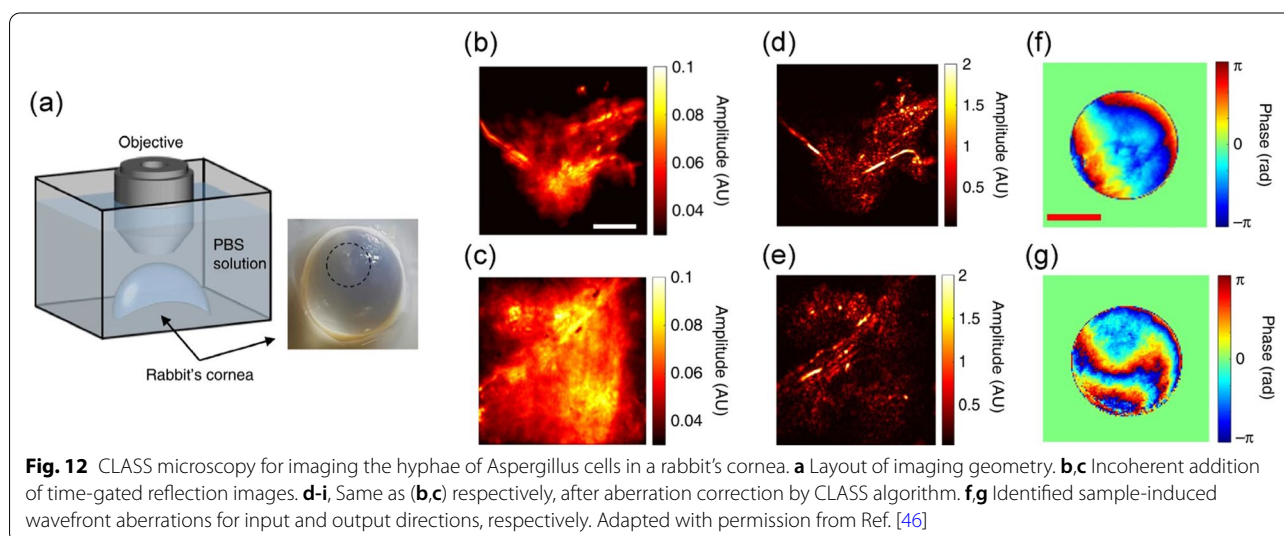 (a)
Objective
PBS
solution
Rabbit's cornea
(b)
0.1
0.08
0.06
0.04
Amplitude (AU)
(c)
0.1
0.08
0.06
0.04
Amplitude (AU)
(d)
2
1.5
1
0.5
Amplitude (AU)
(e)
2
1.5
1
0.5
Amplitude (AU)
(f)
π
0
−π
Phase (rad)
(g)
π
0
−π
Phase (rad)
Fig. 12 CLASS microscopy for imaging the hyphae of Aspergillus cells in a rabbit's cornea. a Layout of imaging geometry. b,c Incoherent addition
of time-gated reflection images. d-i, Same as (b,c) respectively, after aberration correction by CLASS algorithm. f,g Identified sample-induced
wavefront aberrations for input and output directions, respectively. Adapted with permission from Ref. [46]